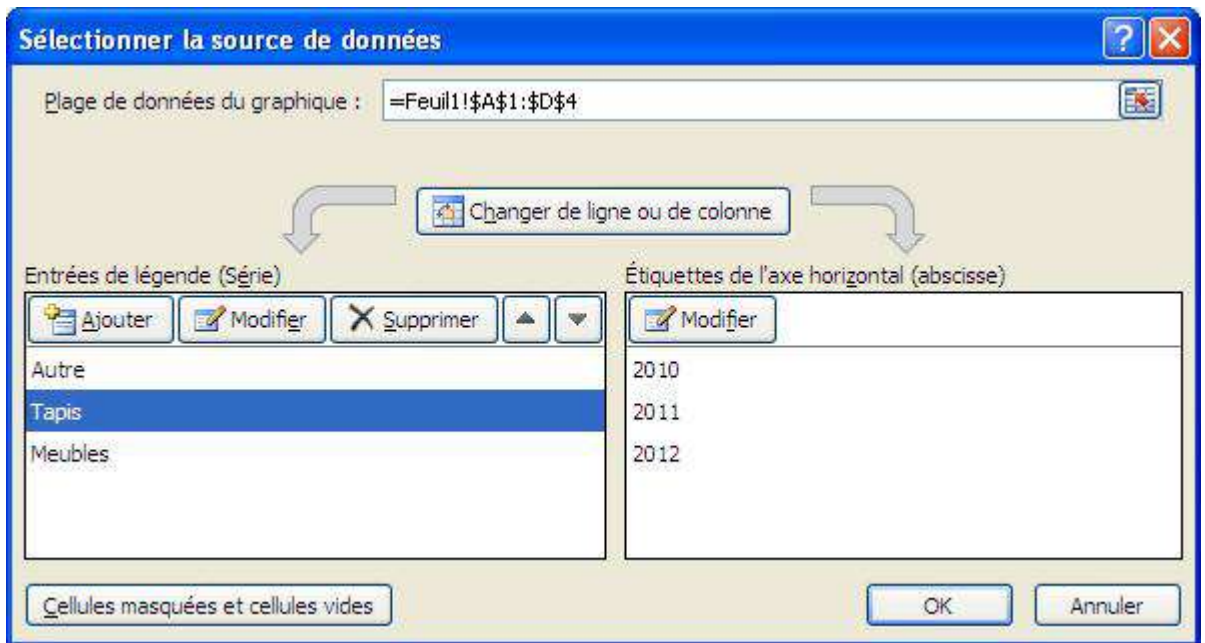 Sélectionner la source de données
Plage de données du graphique : =Feuil1!$A$1:$D$4
Changer de ligne ou de colonne
Entrées de légende (Série)
Ajouter Modifier Supprimer
Autre
Tapis
Meubles
Étiquettes de l'axe horizontal (abscisse)
Modifier
2010
2011
2012
Cellules masquées et cellules vides
OK Annuler